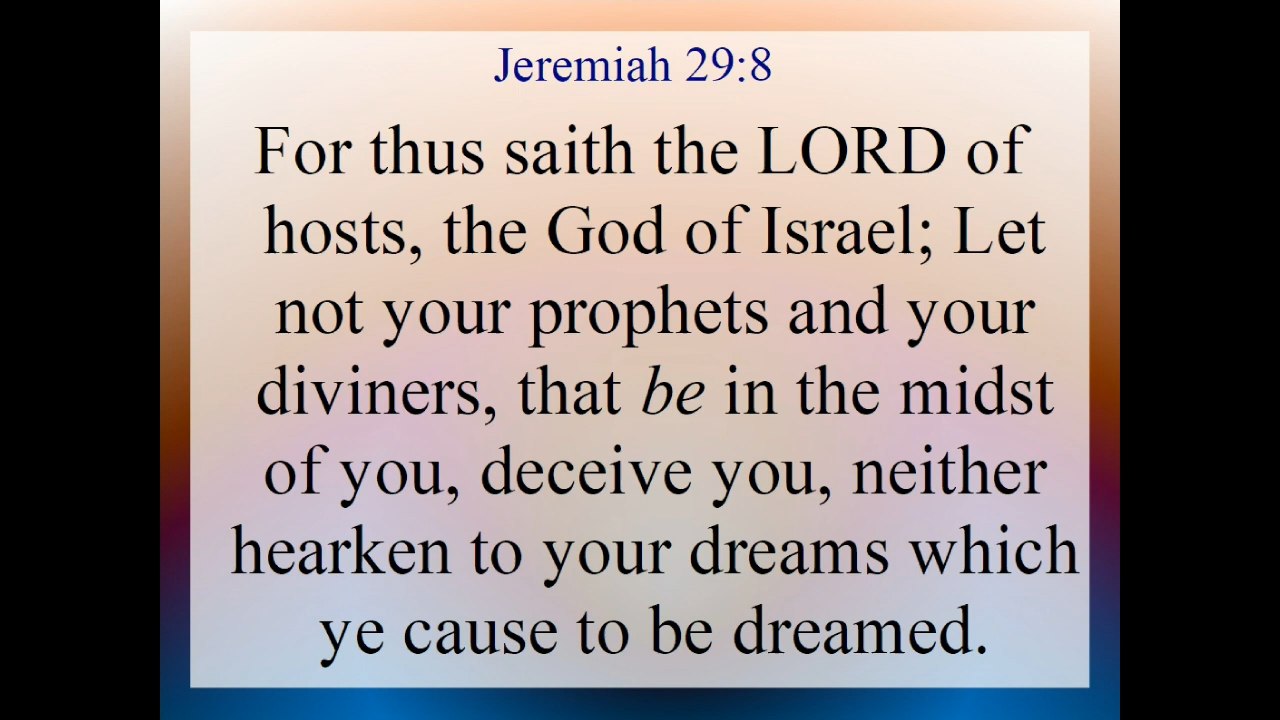 Jeremiah 29:8
For thus saith the LORD of
hosts, the God of Israel; Let
not your prophets and your
diviners, that be in the midst
of you, deceive you, neither
hearken to your dreams which
ye cause to be dreamed.